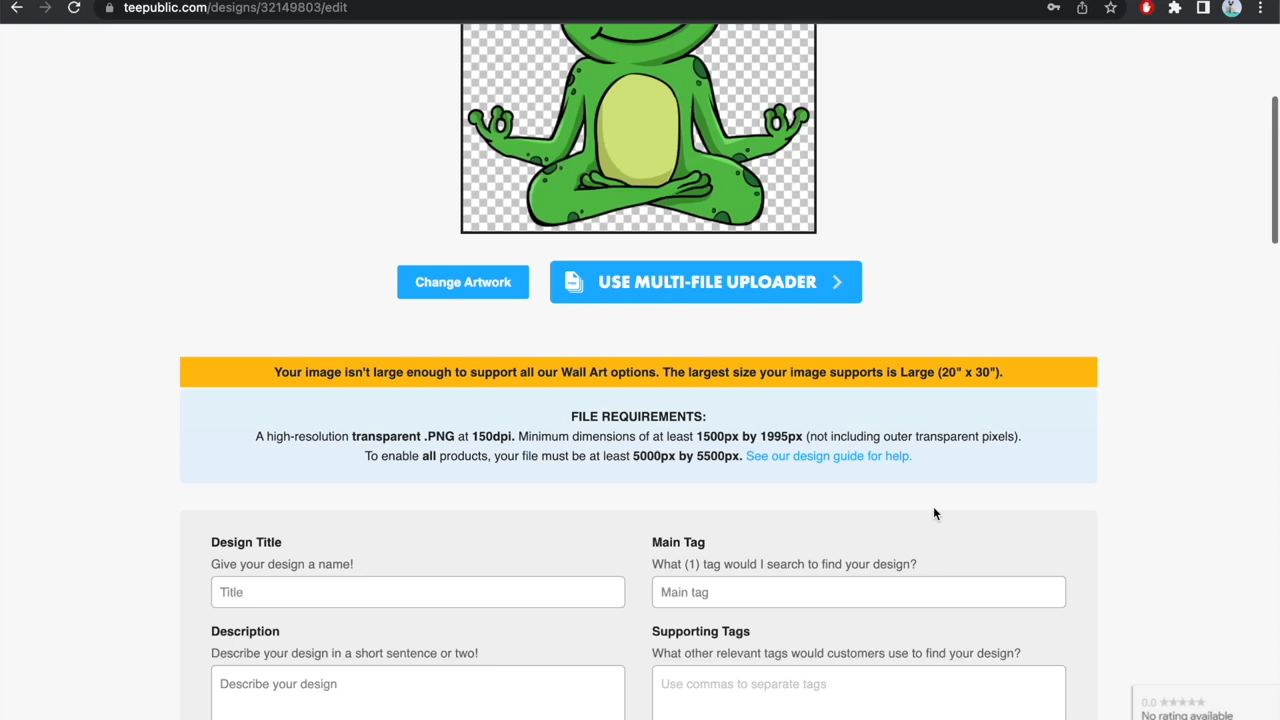 teepublic.com/designs/32149803/edit
Change Artwork
USE MULTI-FILE UPLOADER
Your image isn't large enough to support all our Wall Art options. The largest size your image supports is Large (20" x 30").
FILE REQUIREMENTS:
A high-resolution transparent .PNG at 150dpi. Minimum dimensions of at least 1500px by 1995px (not including outer transparent pixels).
To enable all products, your file must be at least 5000px by 5500px. See our design guide for help.
Design Title
Give your design a name!
Title
Main Tag
What (1) tag would I search to find your design?
Main tag
Description
Describe your design in a short sentence or two!
Describe your design
Supporting Tags
What other relevant tags would customers use to find your design?
Use commas to separate tags
0.0
No rating available